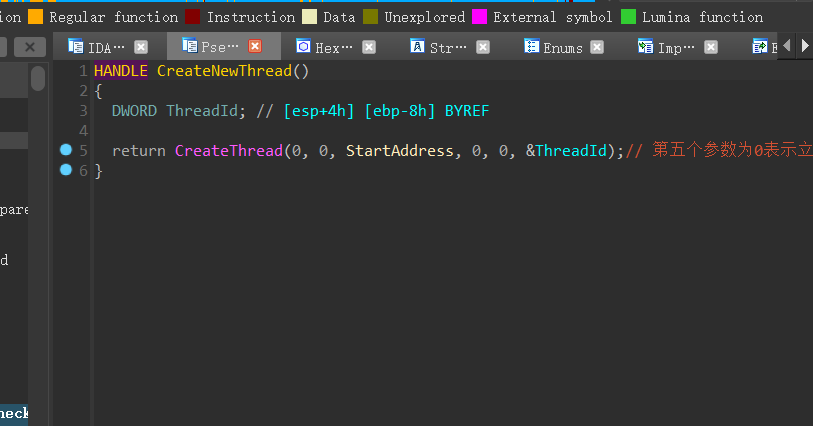 ion Regular function Instruction Data Unexplored External symbol Lumina function
IDA··· Pse··· Hex··· Str··· Enums Imp··· E
1 HANDLE CreateNewThread()
2 {
3 DWORD ThreadId; // [esp+4h] [ebp-8h] BYREF
4
5 return CreateThread(0, 0, StartAddress, 0, 0, &ThreadId);// 第五个参数为0表示立
6 }
pare
d
heck